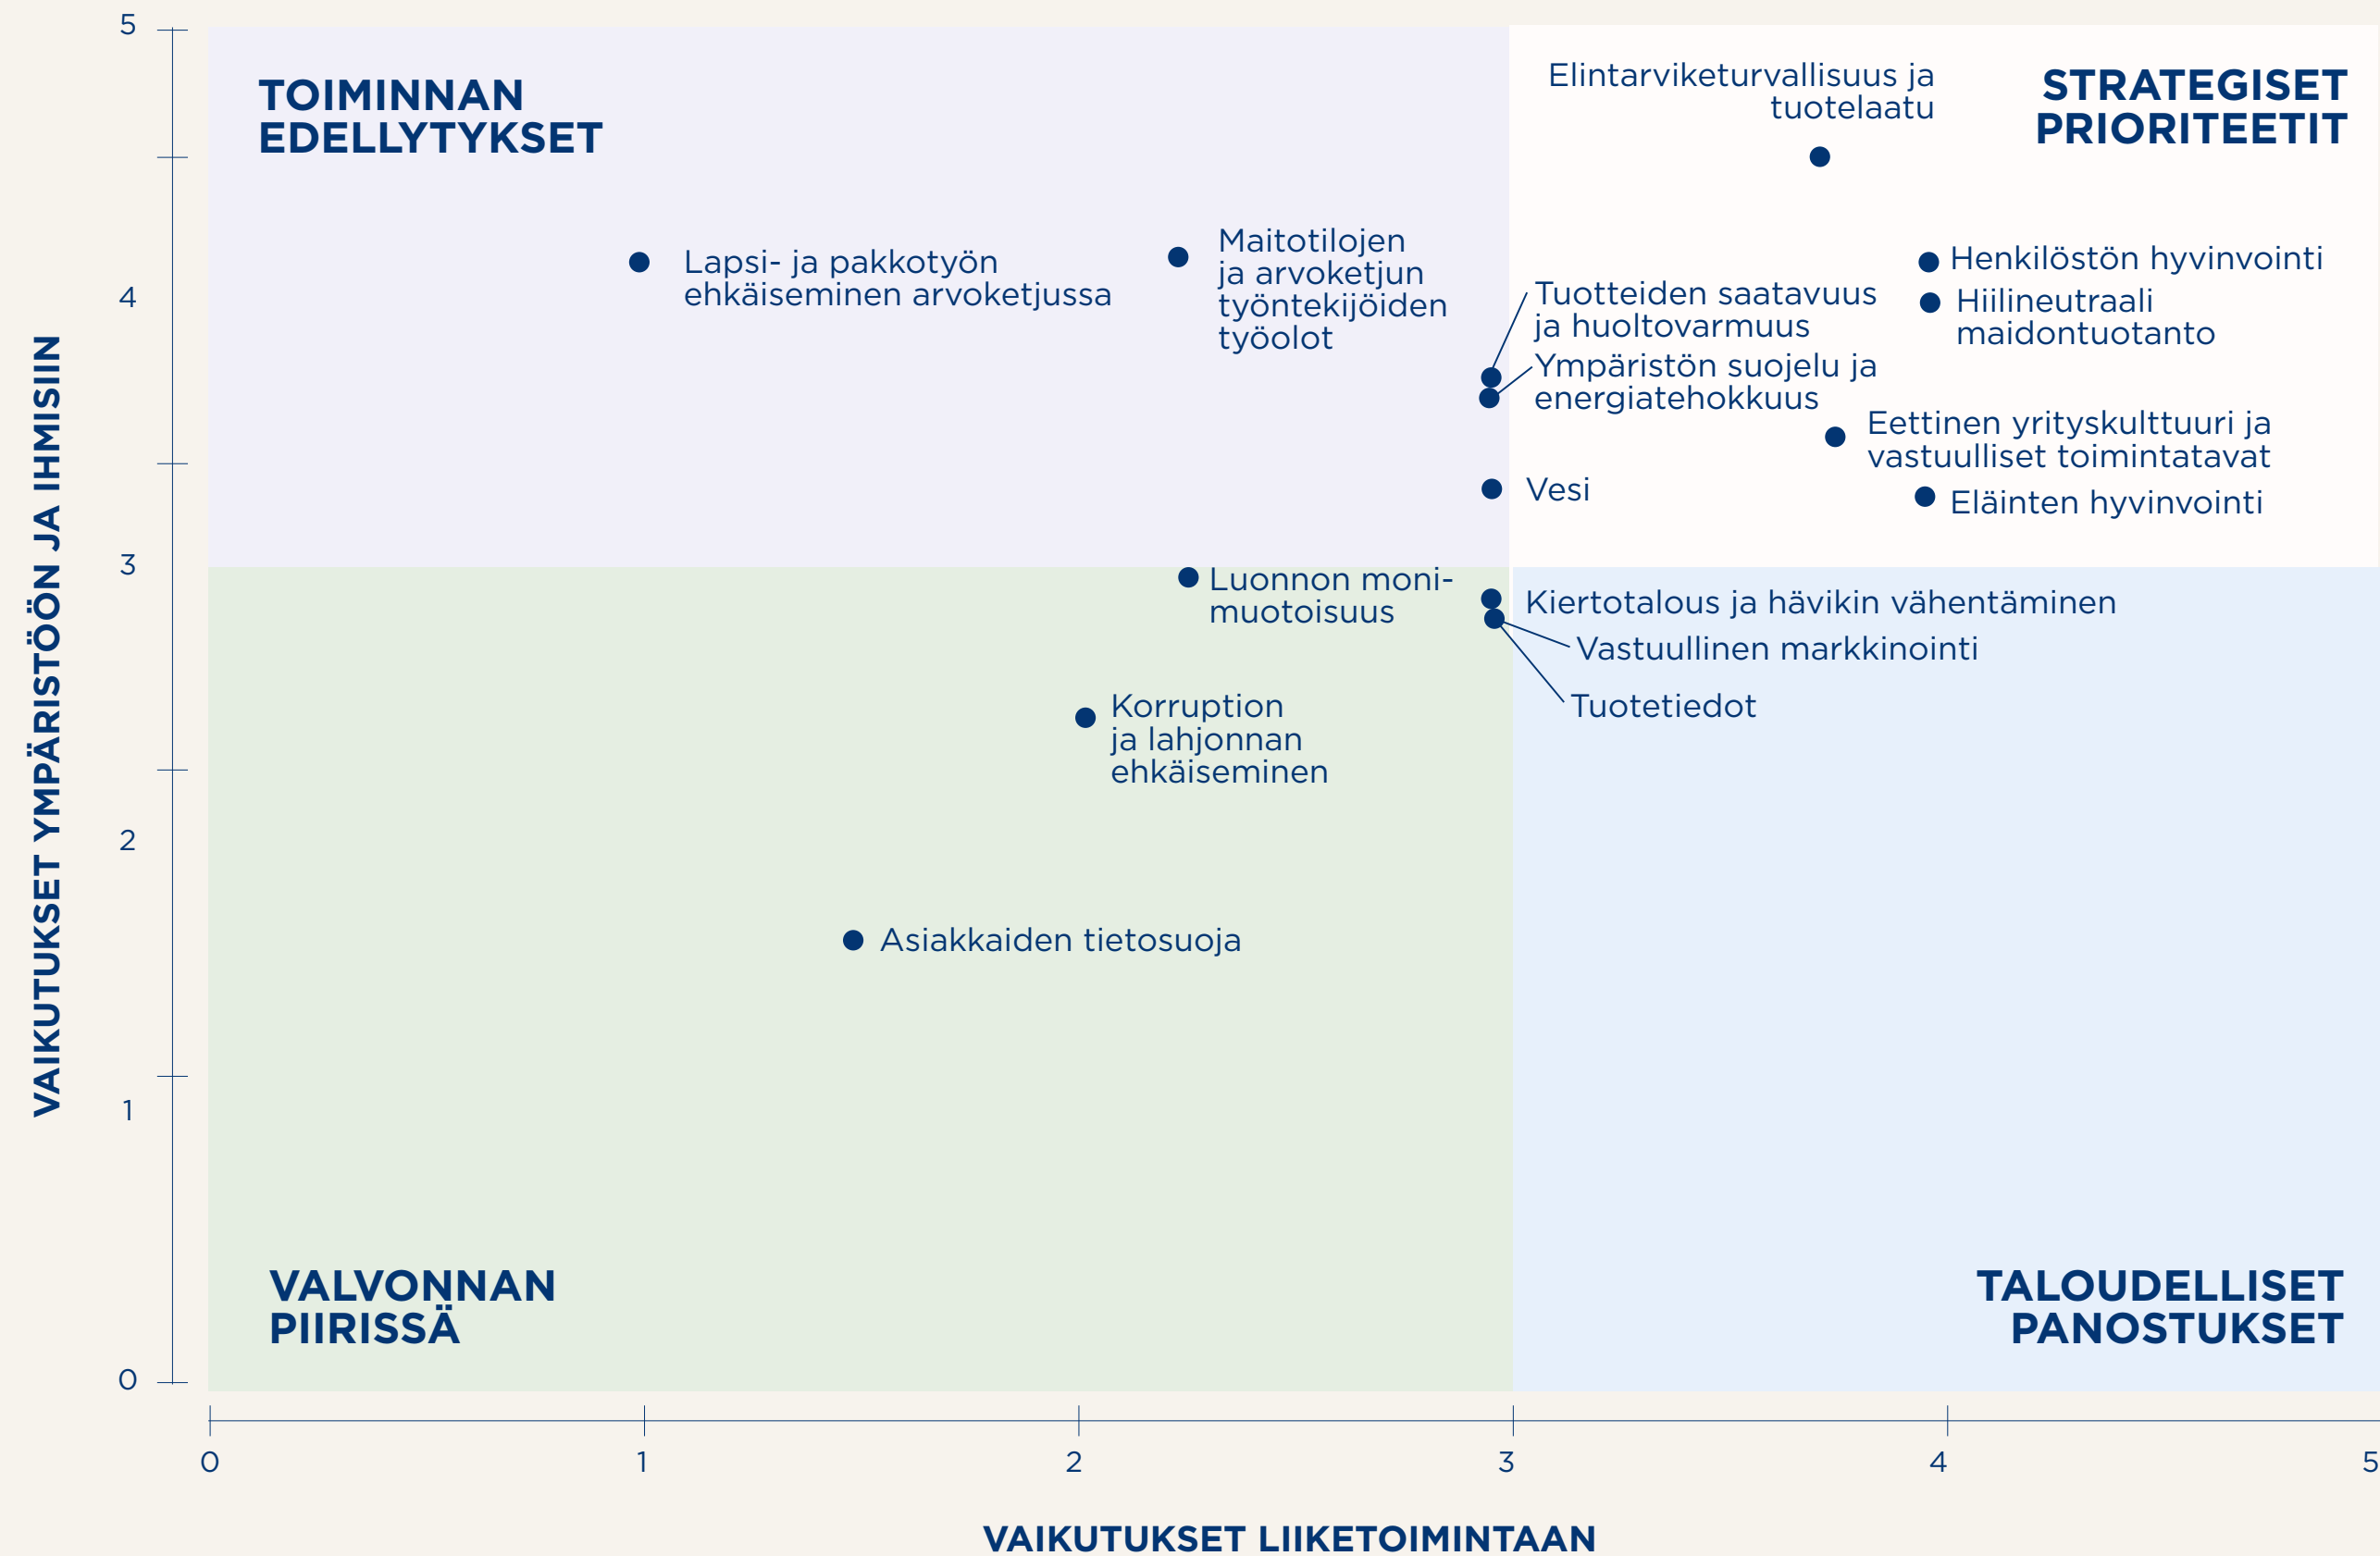 5
4
3
2
1
0
VAIKUTUKSET YMPÄRISTÖÖN JA IHMISIIN
TOIMINNAN
EDELLYTYKSET
STRATEGISET
PRIORITEETIT
Elintarviketurvallisuus ja
tuotelaatu
Lapsi- ja pakkotyön
ehkäiseminen arvoketjussa
Maitotilojen
ja arvoketjun
työntekijöiden
työolot
Henkilöstön hyvinvointi
Hiilineutraali
maidontuotanto
Tuotteiden saatavuus
ja huoltovarmuus
Ympäristön suojelu ja
energiatehokkuus
Eettinen yrityskulttuuri ja
vastuulliset toimintatavat
Vesi
Eläinten hyvinvointi
Luonnon moni-
muotoisuus
Kiertotalous ja hävikin vähentäminen
Vastuullinen markkinointi
Tuotetiedot
Korruption
ja lahjonnan
ehkäiseminen
Asiakkaiden tietosuoja
VALVONNAN
PIIRISSÄ
TALOUDELLISET
PANOSTUKSET
0 1 2 3 4 5
VAIKUTUKSET LIIKETOIMINTAAN